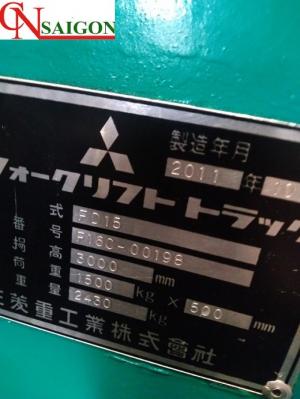 CN SAIGON
製造年月
2011 年 10
フォークリフト トラック
式 FD15
番号 F16C-00198
揚高 3000 mm
荷重 1500 kg × 500 mm
重量 2430 kg
三菱重工業株式會社